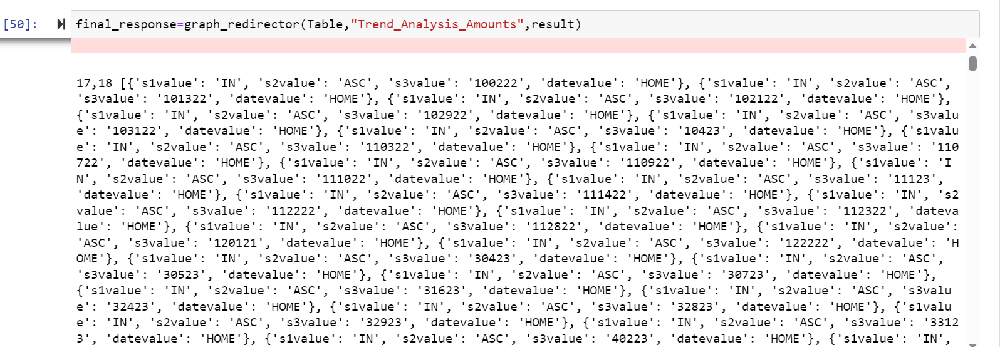 [50]: final_response=graph_redirector(Table,"Trend_Analysis_Amounts",result)
17,18 [{'s1value': 'IN', 's2value': 'ASC', 's3value': '100222', 'datevalue': 'HOME'}, {'s1value': 'IN', 's2value': 'ASC',
's3value': '101322', 'datevalue': 'HOME'}, {'s1value': 'IN', 's2value': 'ASC', 's3value': '102122', 'datevalue': 'HOME'},
{'s1value': 'IN', 's2value': 'ASC', 's3value': '102922', 'datevalue': 'HOME'}, {'s1value': 'IN', 's2value': 'ASC', 's3valu
e': '103122', 'datevalue': 'HOME'}, {'s1value': 'IN', 's2value': 'ASC', 's3value': '10423', 'datevalue': 'HOME'}, {'s1valu
e': 'IN', 's2value': 'ASC', 's3value': '110322', 'datevalue': 'HOME'}, {'s1value': 'IN', 's2value': 'ASC', 's3value': '110
722', 'datevalue': 'HOME'}, {'s1value': 'IN', 's2value': 'ASC', 's3value': '110922', 'datevalue': 'HOME'}, {'s1value': 'I
N', 's2value': 'ASC', 's3value': '111022', 'datevalue': 'HOME'}, {'s1value': 'IN', 's2value': 'ASC', 's3value': '11123',
'datevalue': 'HOME'}, {'s1value': 'IN', 's2value': 'ASC', 's3value': '111422', 'datevalue': 'HOME'}, {'s1value': 'IN', 's2
value': 'ASC', 's3value': '112222', 'datevalue': 'HOME'}, {'s1value': 'IN', 's2value': 'ASC', 's3value': '112322', 'dateva
lue': 'HOME'}, {'s1value': 'IN', 's2value': 'ASC', 's3value': '112822', 'datevalue': 'HOME'}, {'s1value': 'IN', 's2value':
'ASC', 's3value': '120121', 'datevalue': 'HOME'}, {'s1value': 'IN', 's2value': 'ASC', 's3value': '122222', 'datevalue': 'H
OME'}, {'s1value': 'IN', 's2value': 'ASC', 's3value': '30423', 'datevalue': 'HOME'}, {'s1value': 'IN', 's2value': 'ASC',
's3value': '30523', 'datevalue': 'HOME'}, {'s1value': 'IN', 's2value': 'ASC', 's3value': '30723', 'datevalue': 'HOME'},
{'s1value': 'IN', 's2value': 'ASC', 's3value': '31623', 'datevalue': 'HOME'}, {'s1value': 'IN', 's2value': 'ASC', 's3valu
e': '32423', 'datevalue': 'HOME'}, {'s1value': 'IN', 's2value': 'ASC', 's3value': '32823', 'datevalue': 'HOME'}, {'s1valu
e': 'IN', 's2value': 'ASC', 's3value': '32923', 'datevalue': 'HOME'}, {'s1value': 'IN', 's2value': 'ASC', 's3value': '3312
3', 'datevalue': 'HOME'}, {'s1value': 'IN', 's2value': 'ASC', 's3value': '40223', 'datevalue': 'HOME'}, {'s1value': 'IN',